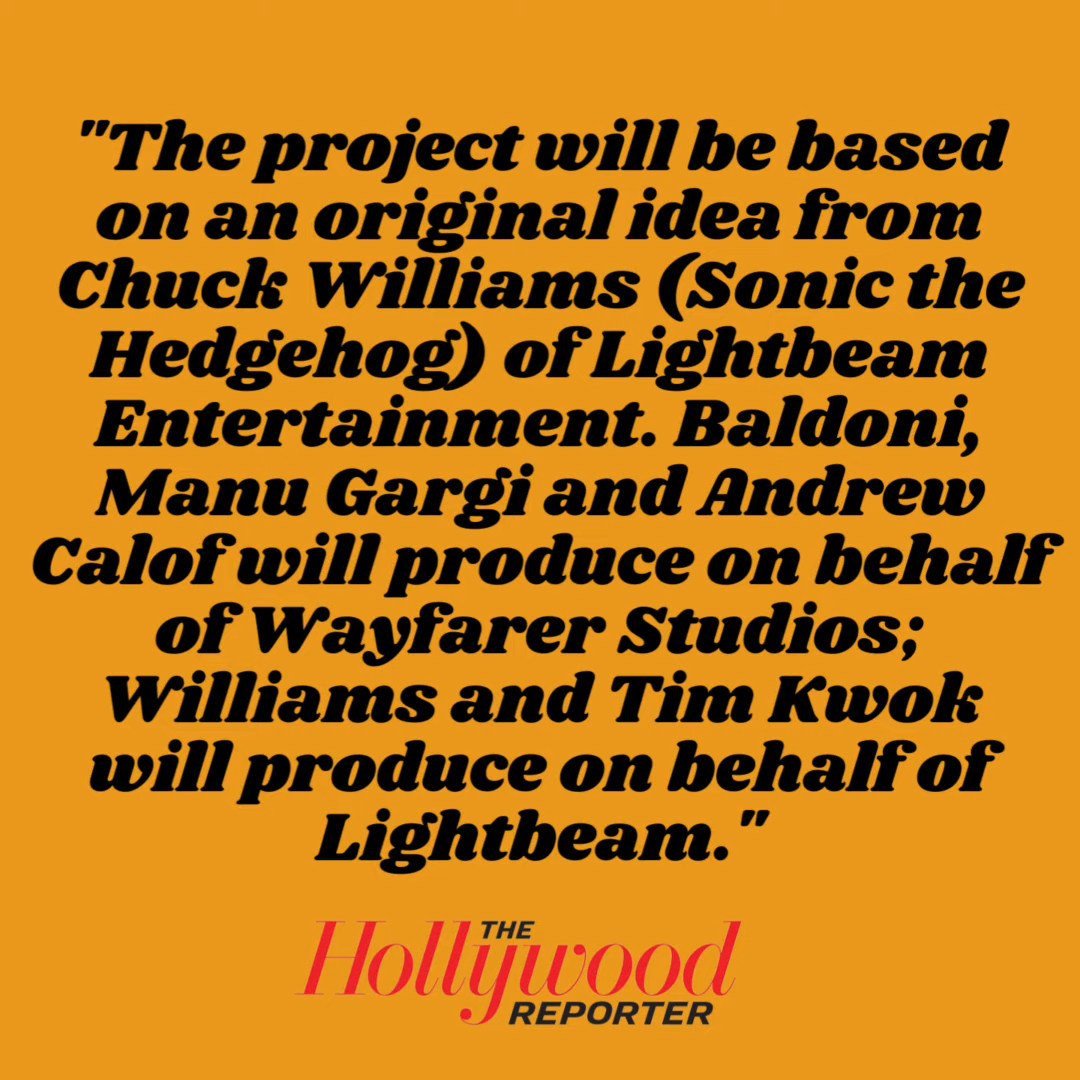 "The project will be based
on an original idea from
Chuck Williams (Sonic the
Hedgehog) of Lightbeam
Entertainment. Baldoni,
Manu Gargi and Andrew
Calof will produce on behalf
of Wayfarer Studios;
Williams and Tim Kwok
will produce on behalf of
Lightbeam."
THE
Hollywood
REPORTER